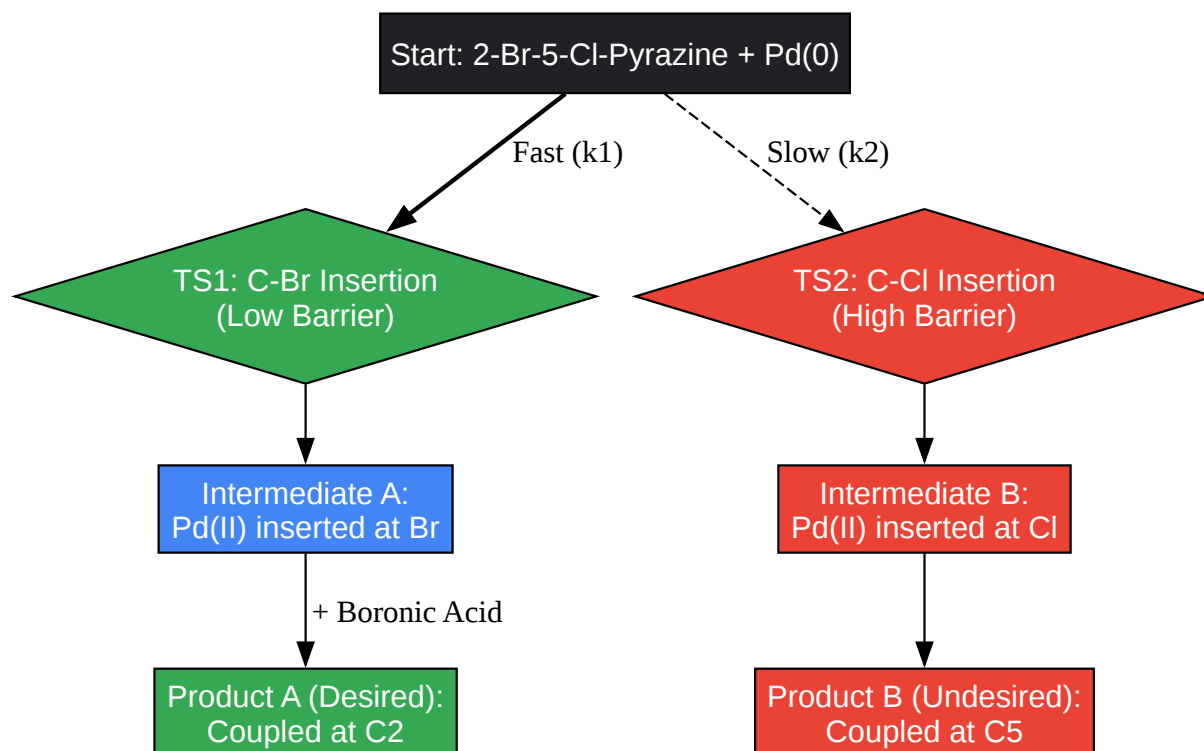 Start: 2-Br-5-Cl-Pyrazine + Pd(0)
Fast (k1)
Slow (k2)
TS1: C-Br Insertion
(Low Barrier)
TS2: C-Cl Insertion
(High Barrier)
Intermediate A:
Pd(II) inserted at Br
Intermediate B:
Pd(II) inserted at Cl
+ Boronic Acid
Product A (Desired):
Coupled at C2
Product B (Undesired):
Coupled at C5